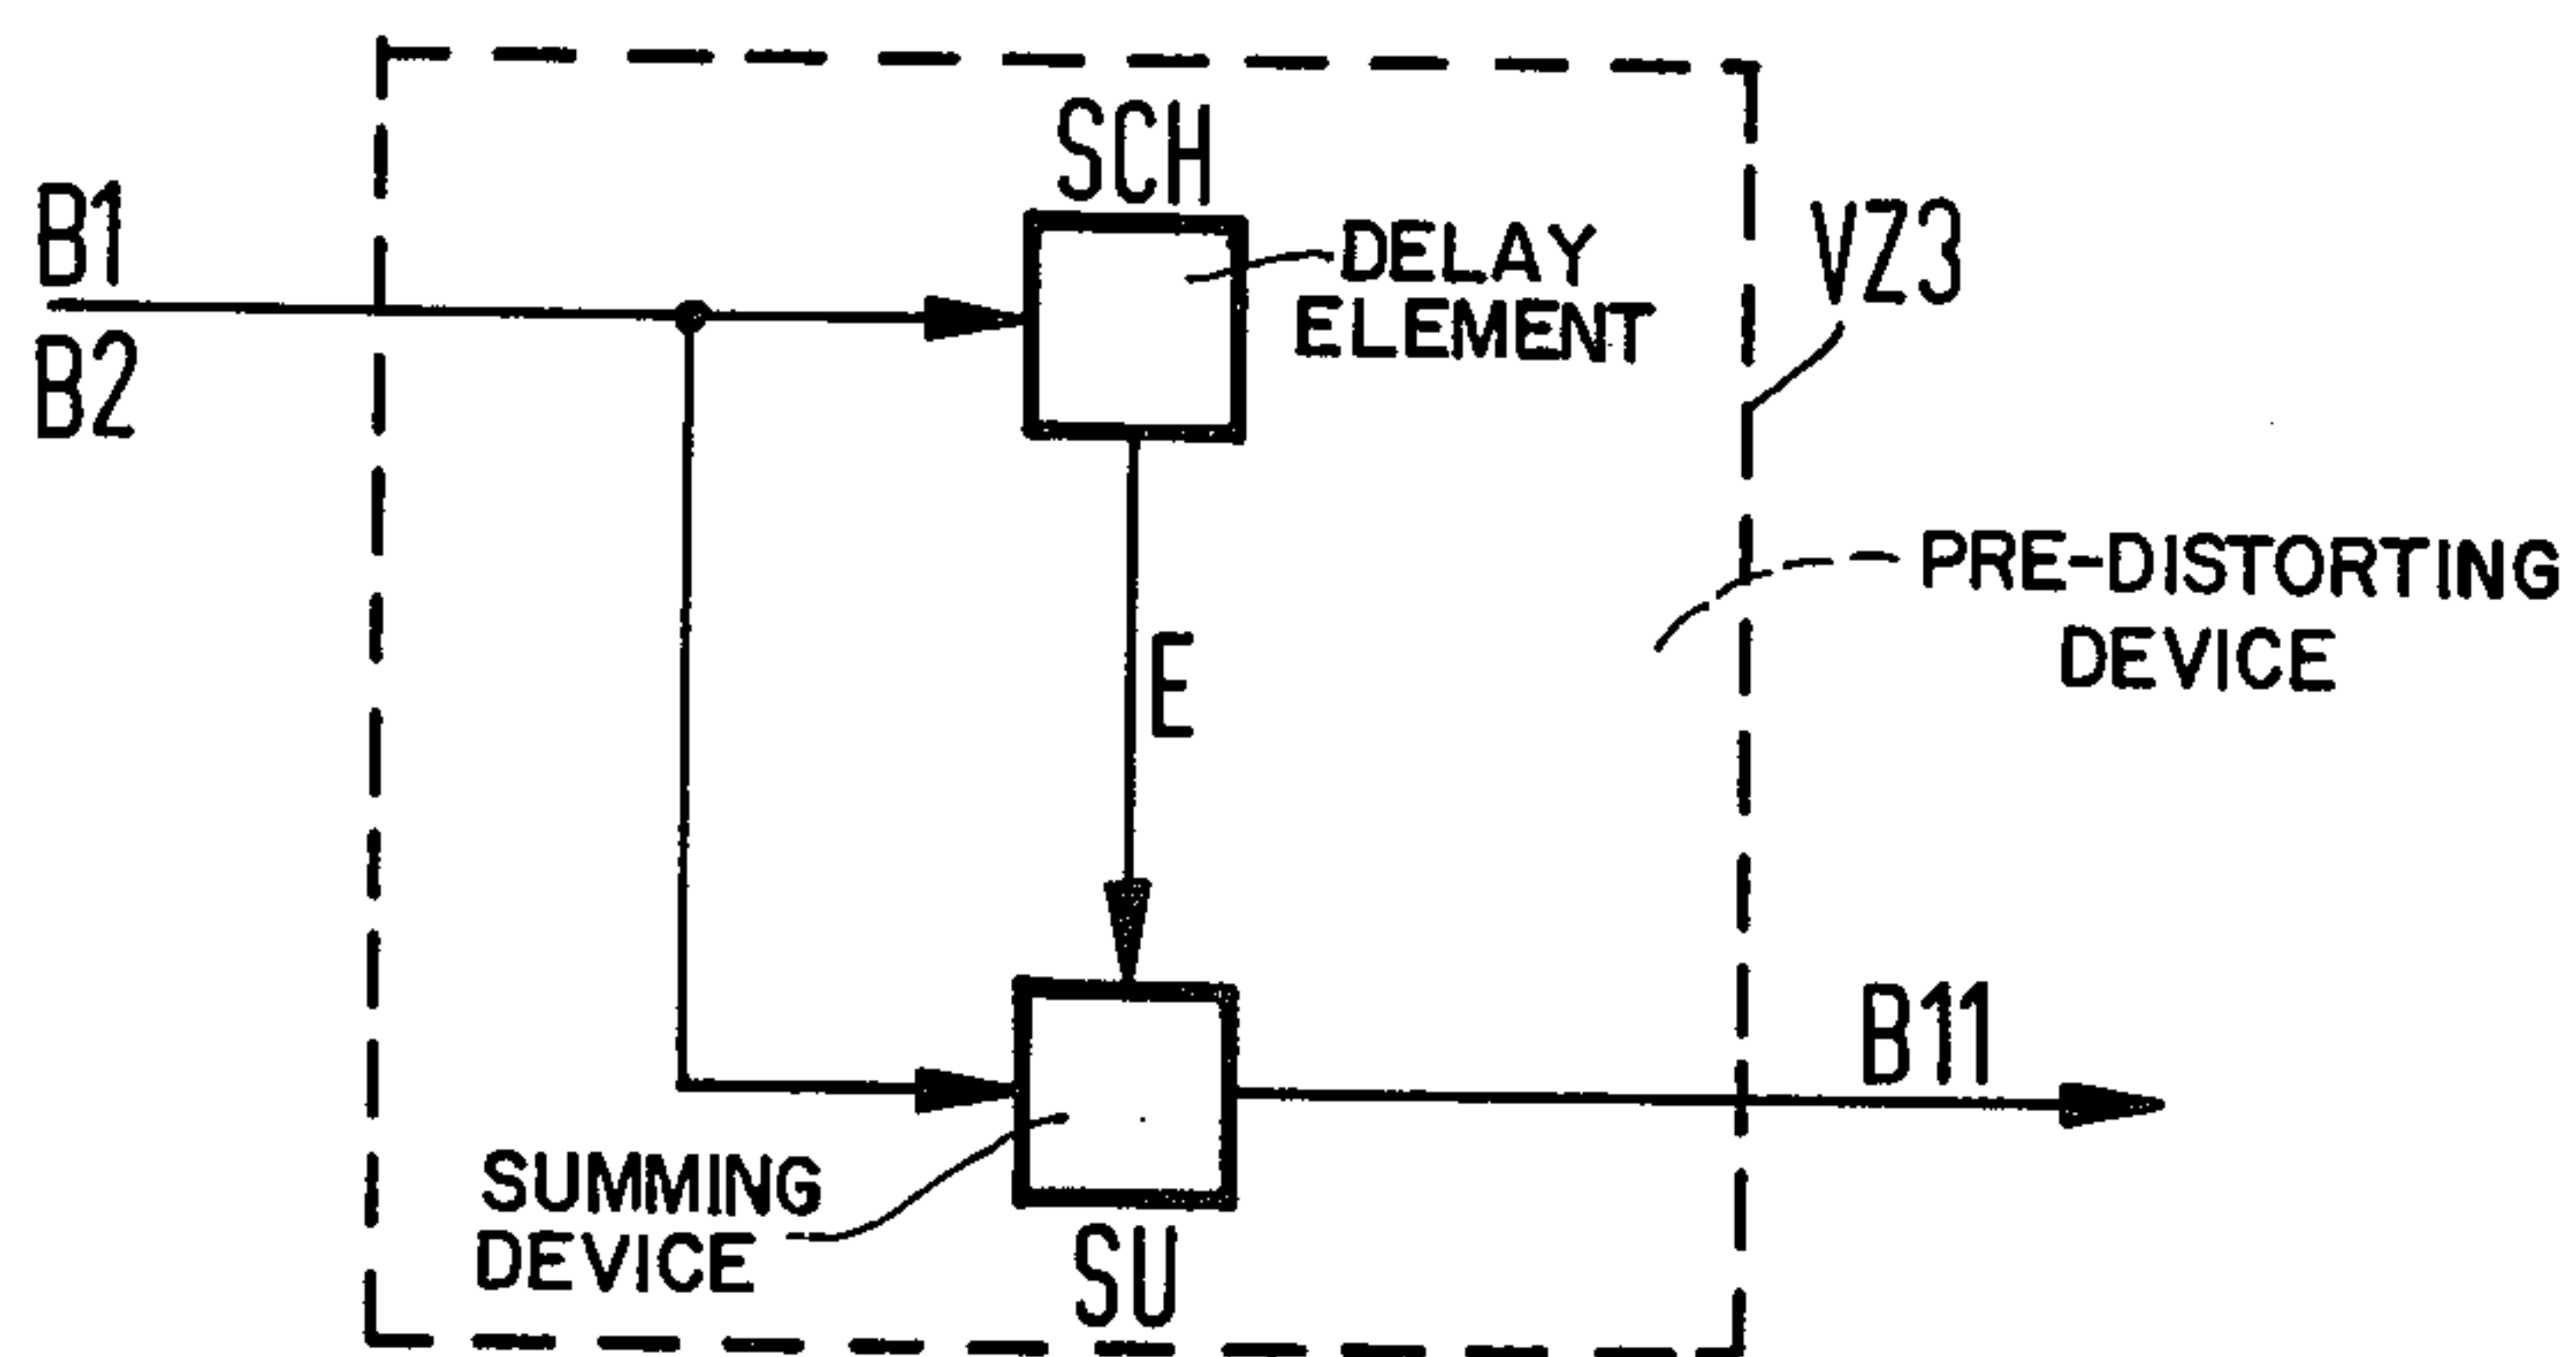 SCH
B1
VZ3
DELAY
ELEMENT
B2
PRE-DISTORTING
DEVICE
E
B11
SUMMING
DEVICE
SU